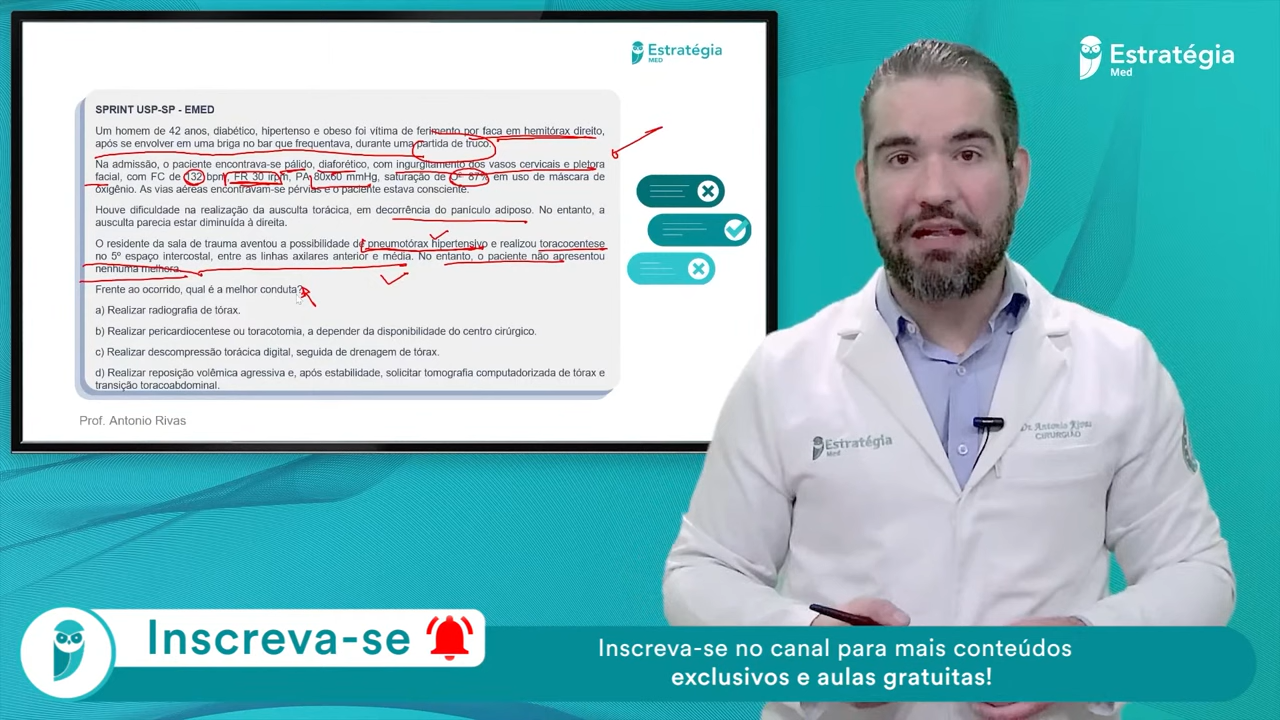 Estratégia
MED
SPRINT USP-SP - EMED
Um homem de 42 anos, diabético, hipertenso e obeso foi vítima de ferimento por faca em hemitórax direito,
após se envolver em uma briga no bar que frequentava, durante uma partida de truco.
Na admissão, o paciente encontrava-se pálido, diaforético, com ingurgitamento dos vasos cervicais e pletora
facial, com FC de 132 bpm, FR 30 irpm, PA 80x60 mmHg, saturação de O² 87% em uso de máscara de
oxigênio. As vias aéreas encontravam-se pérvias e o paciente estava consciente.
Houve dificuldade na realização da ausculta torácica, em decorrência do panículo adiposo. No entanto, a
ausculta parecia estar diminuída à direita.
O residente da sala de trauma aventou a possibilidade de pneumotórax hipertensivo e realizou toracocentese
no 5º espaço intercostal, entre as linhas axilares anterior e média. No entanto, o paciente não apresentou
nenhuma melhora.
Frente ao ocorrido, qual é a melhor conduta?
a) Realizar radiografia de tórax.
b) Realizar pericardiocentese ou toracotomia, a depender da disponibilidade do centro cirúrgico.
c) Realizar descompressão torácica digital, seguida de drenagem de tórax.
d) Realizar reposição volêmica agressiva e, após estabilidade, solicitar tomografia computadorizada de tórax e
transição toracoabdominal.
Prof. Antonio Rivas
Estratégia
Med
Estratégia
Med
Dr. Antonio Rivas
CIRURGIÃO
Inscreva-se
Inscreva-se no canal para mais conteúdos
exclusivos e aulas gratuitas!